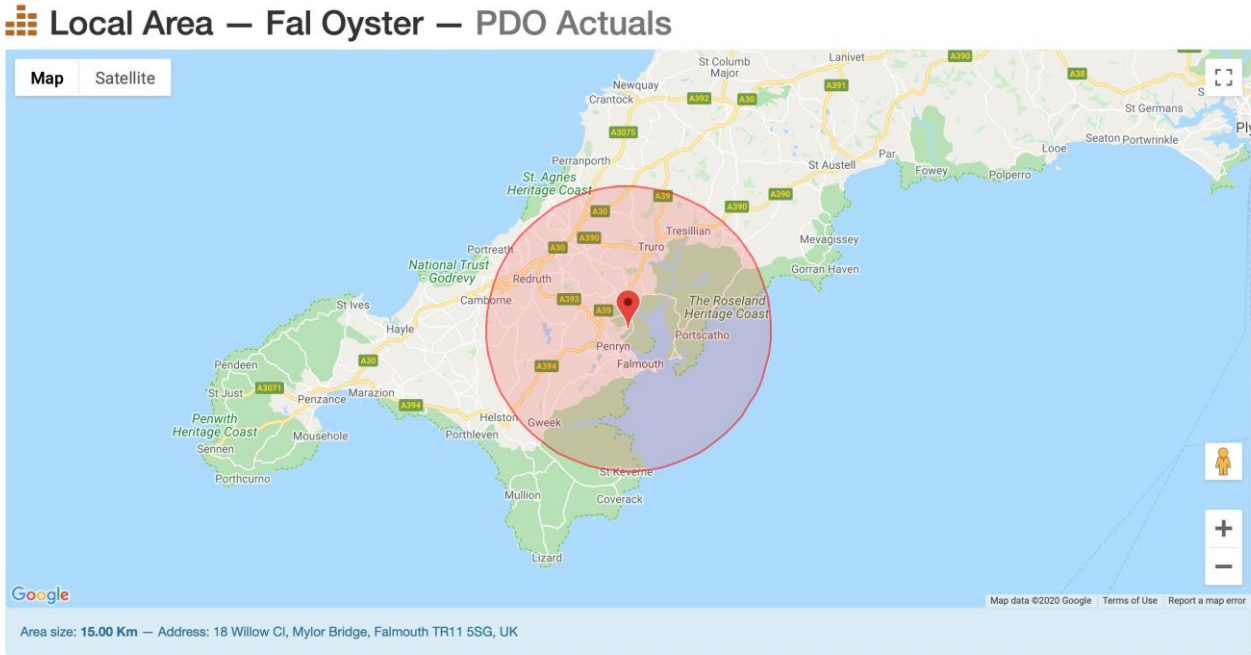 Local Area — Fal Oyster — PDO Actuals
Map
Satellite
St Columb
Major
Lanivet
A390
A38
Newquay
Crantock
A392
A30
A391
St Germans
A3075
Seaton
Portwrinkle
Looe
Perranporth
St Austell
Par
Fowey
Polperro
St. Agnes
Heritage Coast
A39
A390
A390
A30
A390
Tresillian
Truro
Mevagissey
Portreath
A30
National Trust
- Godrevy
Redruth
Gorran Haven
Camborne
A393
A39
The Roseland
Heritage Coast
St Ives
Hayle
Penryn
Portscatho
Falmouth
Pendeen
A30
A394
St Just
A3071
Penzance
Marazion
A394
Penwith
Heritage Coast
Mousehole
Helston
Gweek
Porthleven
Sennen
Porthcurno
St Keverne
Mullion
Coverack
Lizard
Google
Map data ©2020 Google
Terms of Use
Report a map error
Area size: 15.00 Km — Address: 18 Willow Cl, Mylor Bridge, Falmouth TR11 5SG, UK